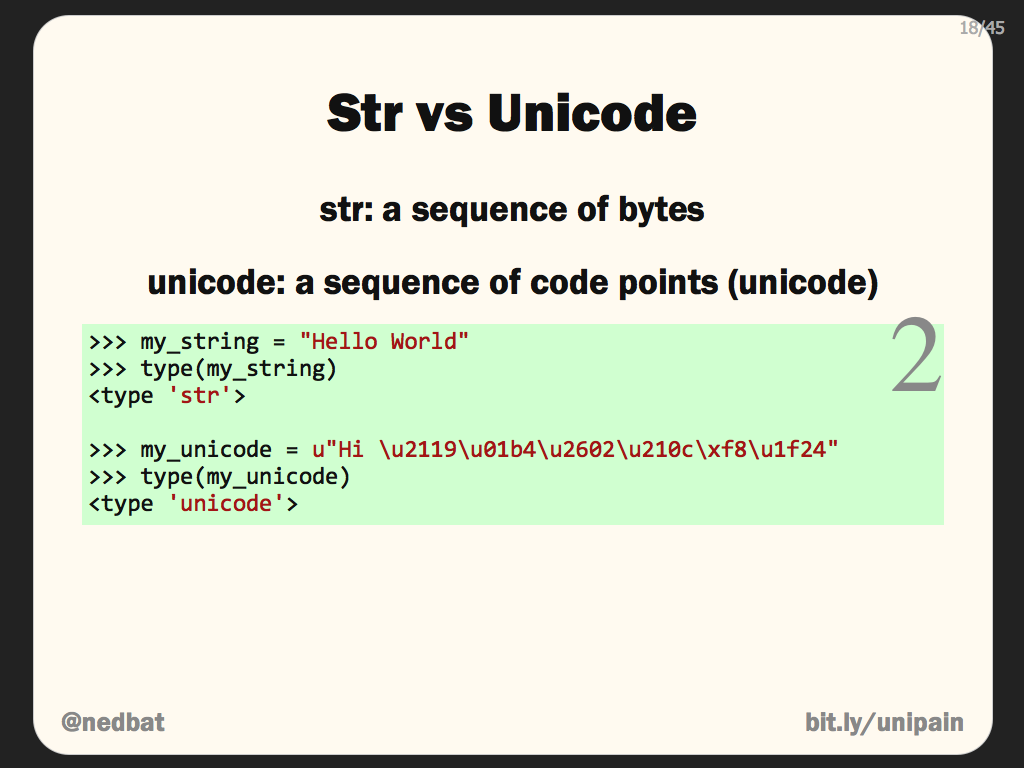 18/45
Str vs Unicode
str: a sequence of bytes
unicode: a sequence of code points (unicode)
2
>>> my_string = "Hello World"
>>> type(my_string)
<type 'str'>
>>> my_unicode = u"Hi \u2119\u01b4\u2602\u210c\xf8\u1f24"
>>> type(my_unicode)
<type 'unicode'>
@nedbat
bit.ly/unipain